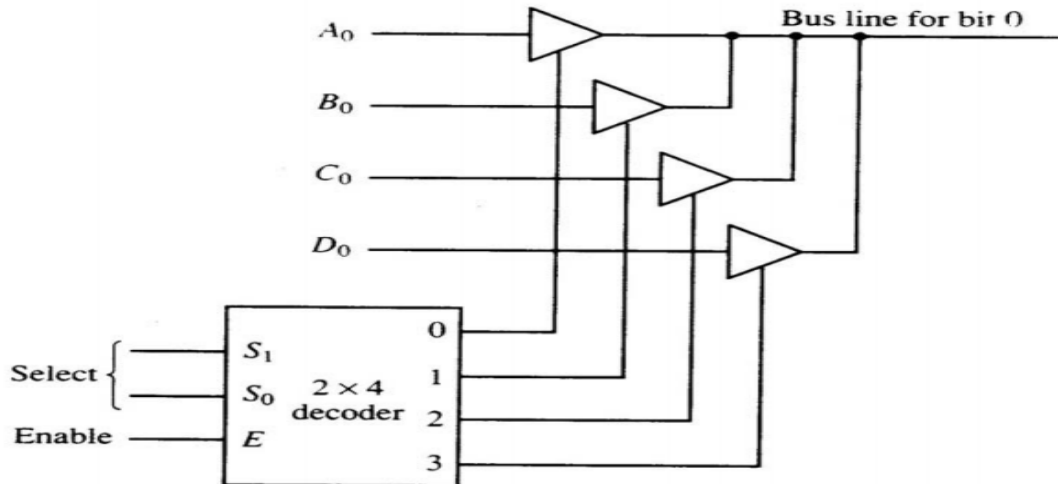 A₀
Bus line for bit 0
B₀
C₀
D₀
0
S₁
1
Select
S₀
2 × 4
decoder
2
Enable
E
3